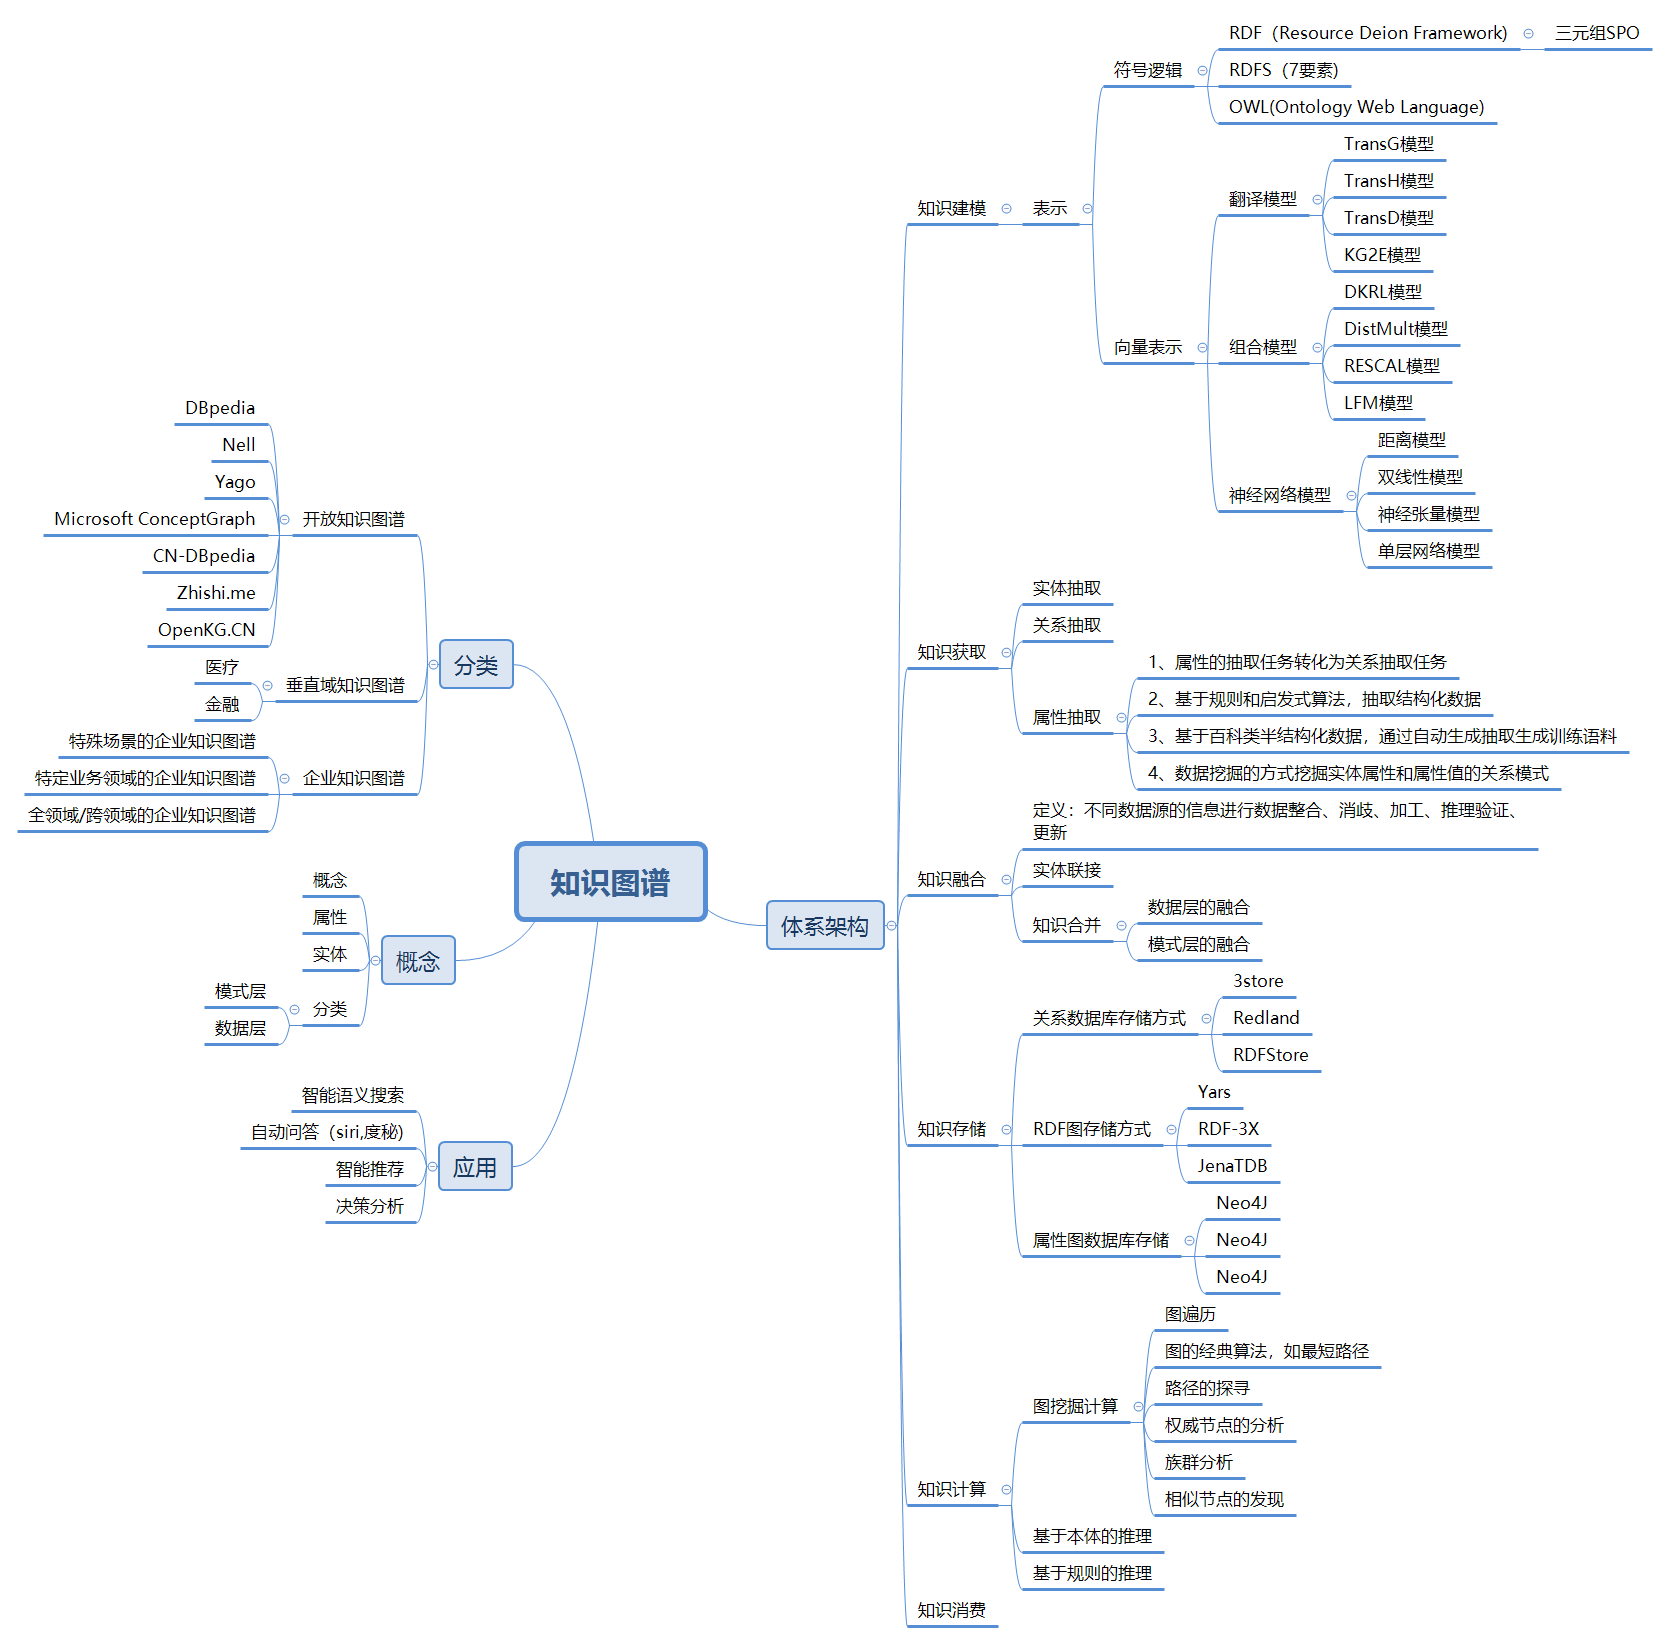 知识图谱
分类
开放知识图谱
DBpedia
Nell
Yago
Microsoft ConceptGraph
CN-DBpedia
Zhishi.me
OpenKG.CN
垂直域知识图谱
医疗
金融
企业知识图谱
特殊场景的企业知识图谱
特定业务领域的企业知识图谱
全领域/跨领域的企业知识图谱
概念
概念
属性
实体
分类
模式层
数据层
应用
智能语义搜索
自动问答（siri,度秘)
智能推荐
决策分析
体系架构
知识建模
表示
符号逻辑
RDF（Resource Deion Framework)
三元组SPO
RDFS（7要素)
OWL(Ontology Web Language)
向量表示
翻译模型
TransG模型
TransH模型
TransD模型
KG2E模型
组合模型
DKRL模型
DistMult模型
RESCAL模型
LFM模型
神经网络模型
距离模型
双线性模型
神经张量模型
单层网络模型
知识获取
实体抽取
关系抽取
属性抽取
1、属性的抽取任务转化为关系抽取任务
2、基于规则和启发式算法，抽取结构化数据
3、基于百科类半结构化数据，通过自动生成抽取生成训练语料
4、数据挖掘的方式挖掘实体属性和属性值的关系模式
知识融合
定义：不同数据源的信息进行数据整合、消歧、加工、推理验证、
更新
实体联接
知识合并
数据层的融合
模式层的融合
知识存储
关系数据库存储方式
3store
Redland
RDFStore
RDF图存储方式
Yars
RDF-3X
JenaTDB
属性图数据库存储
Neo4J
Neo4J
Neo4J
知识计算
图挖掘计算
图遍历
图的经典算法，如最短路径
路径的探寻
权威节点的分析
族群分析
相似节点的发现
基于本体的推理
基于规则的推理
知识消费